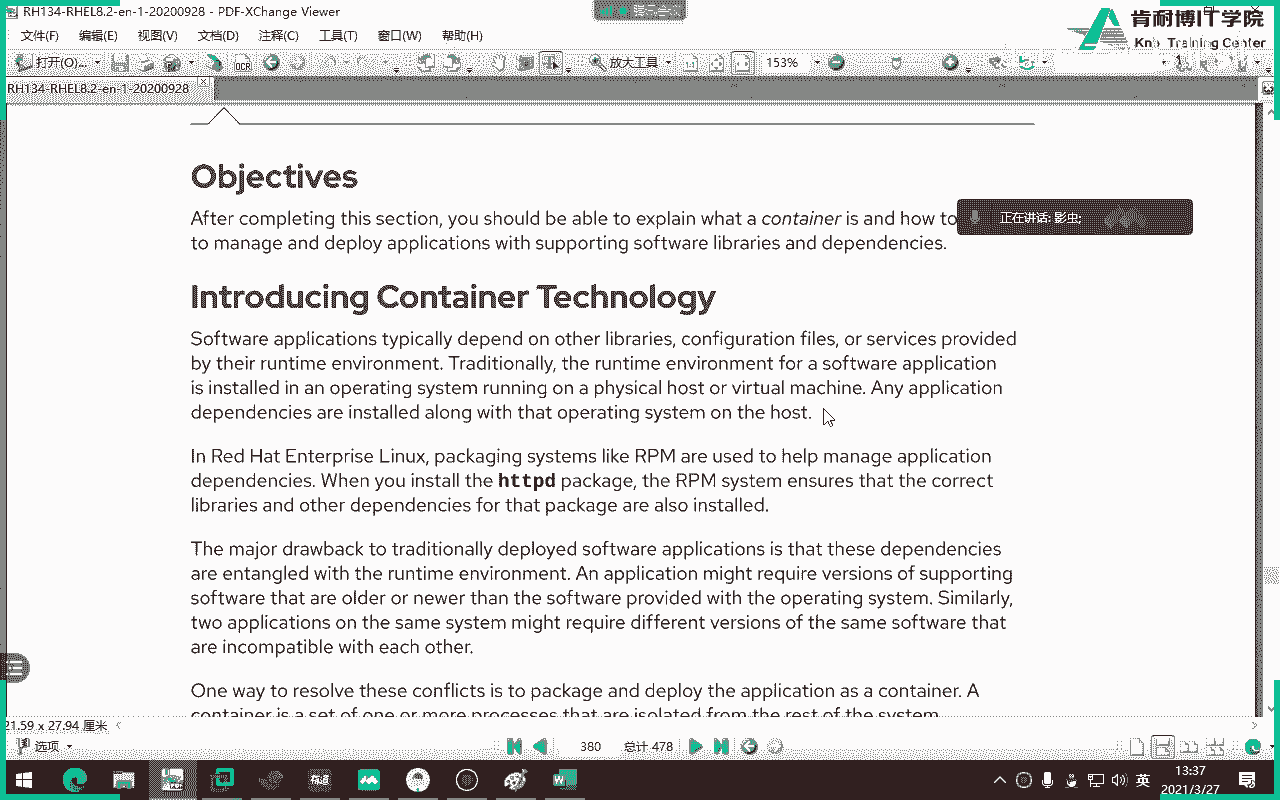 RH134-RHEL8.2-en-1-20200928 - PDF-XChange Viewer
肯耐博IT学院
Training Center
文件(F) 编辑(E) 视图(V) 文档(D) 注释(C) 工具(T) 窗口(W) 帮助(H)
打开(O)... OCR 放大工具 153%
RH134-RHEL8.2-en-1-20200928
Objectives
After completing this section, you should be able to explain what a container is and how to
正在讲话: 影虫;
to manage and deploy applications with supporting software libraries and dependencies.
Introducing Container Technology
Software applications typically depend on other libraries, configuration files, or services provided
by their runtime environment. Traditionally, the runtime environment for a software application
is installed in an operating system running on a physical host or virtual machine. Any application
dependencies are installed along with that operating system on the host.
In Red Hat Enterprise Linux, packaging systems like RPM are used to help manage application
dependencies. When you install the httpd package, the RPM system ensures that the correct
libraries and other dependencies for that package are also installed.
The major drawback to traditionally deployed software applications is that these dependencies
are entangled with the runtime environment. An application might require versions of supporting
software that are older or newer than the software provided with the operating system. Similarly,
two applications on the same system might require different versions of the same software that
are incompatible with each other.
One way to resolve these conflicts is to package and deploy the application as a container. A
container is a set of one or more processes that are isolated from the rest of the system.
21.59 x 27.94 厘米
选项 380 总计 478
英 13:37
2021/3/27